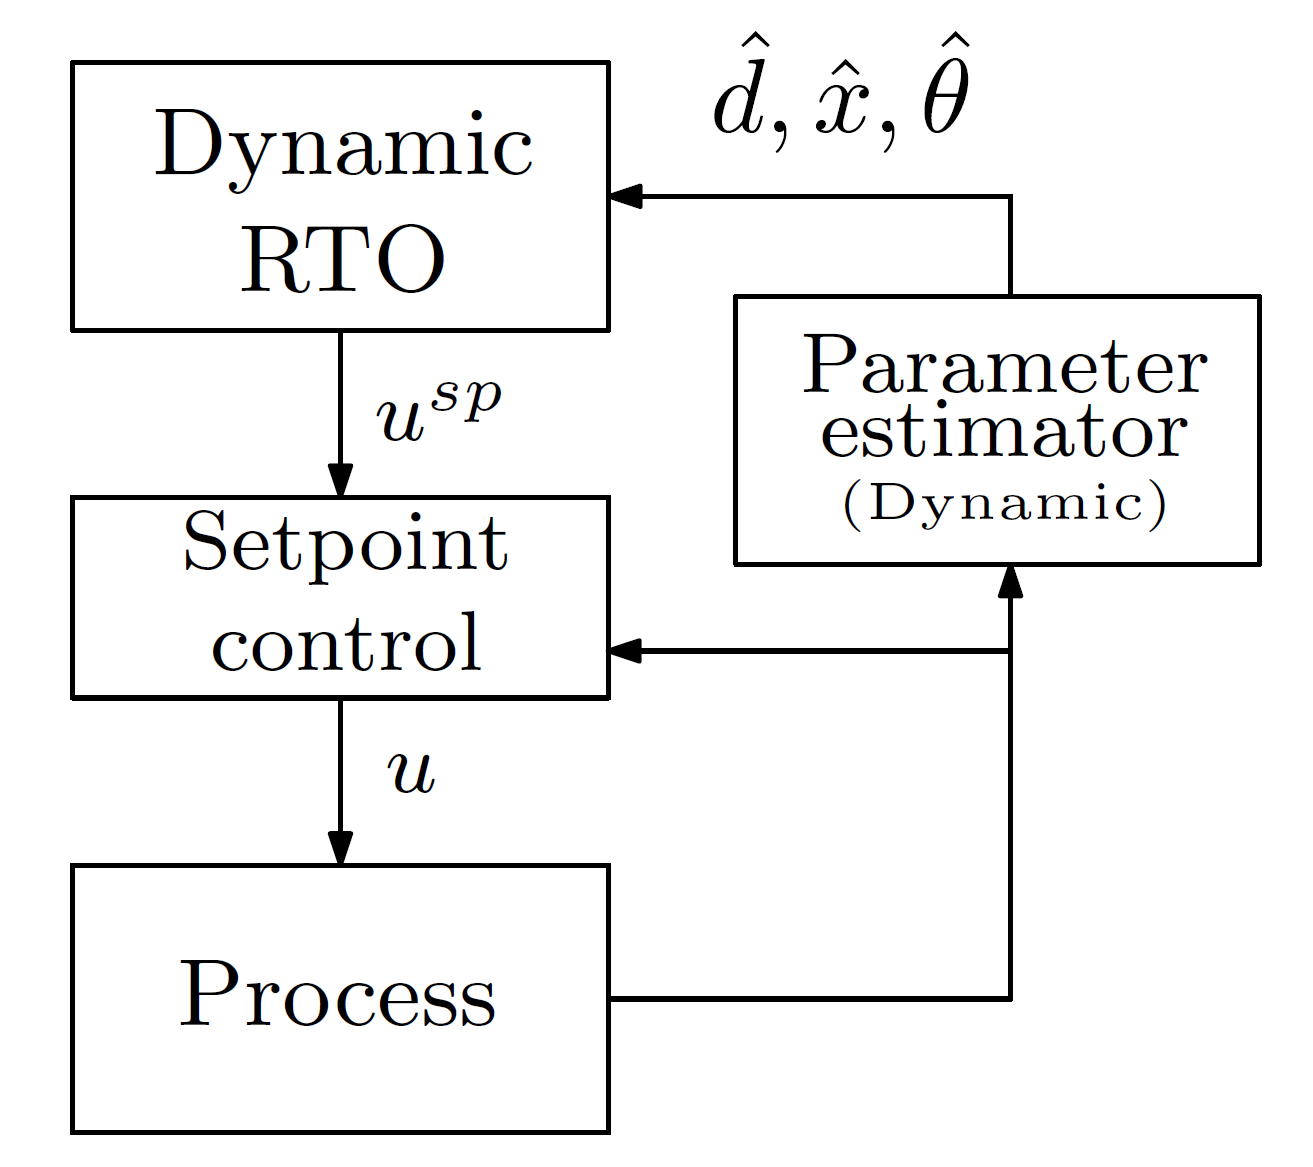 Dynamic
RTO
d̂, x̂, θ̂
u^{sp}
Parameter
estimator
(Dynamic)
Setpoint
control
u
Process